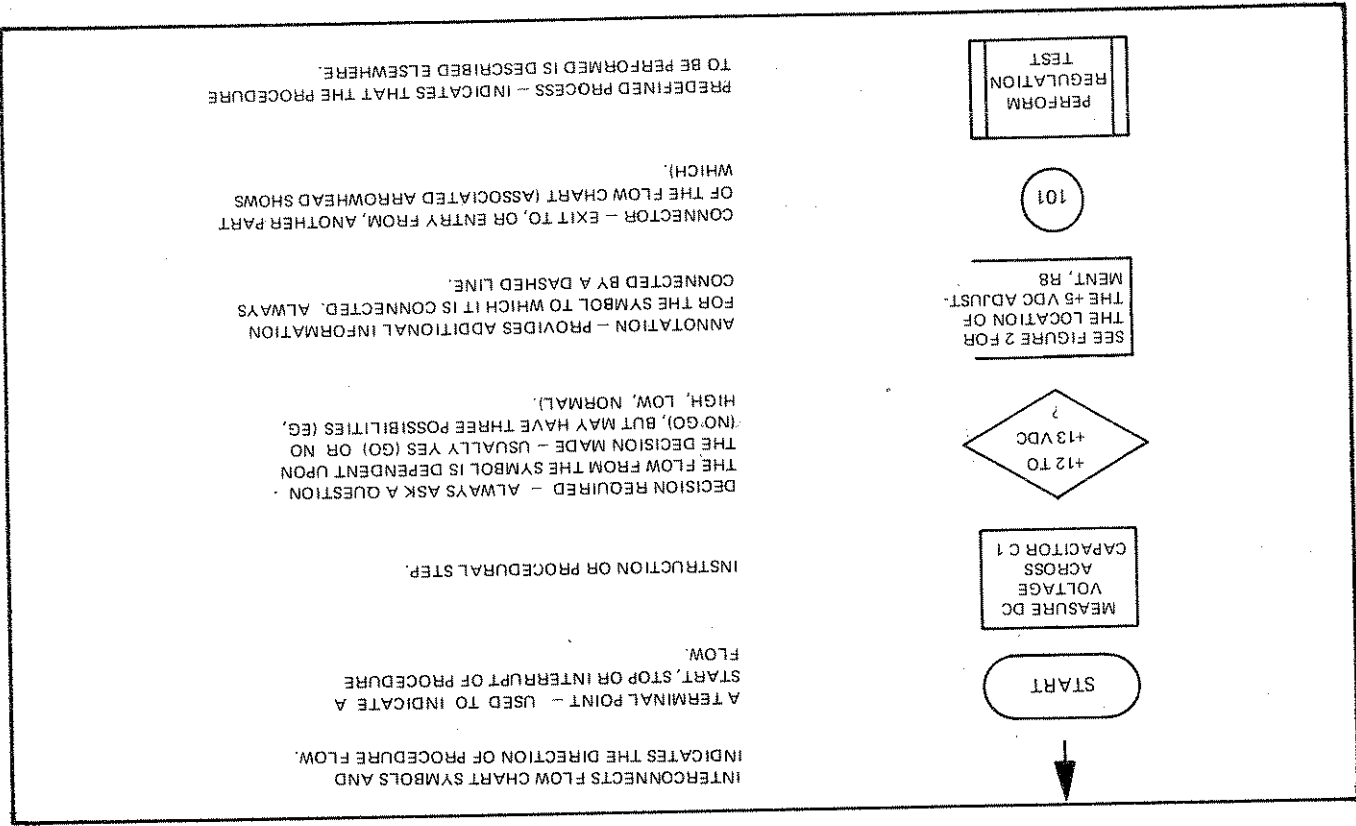 INTERCONNECTS FLOW CHART SYMBOLS AND
INDICATES THE DIRECTION OF PROCEDURE FLOW.
START
A TERMINAL POINT – USED TO INDICATE A
START, STOP OR INTERRUPT OF PROCEDURE
FLOW.
MEASURE DC
VOLTAGE
ACROSS
CAPACITOR C 1
INSTRUCTION OR PROCEDURAL STEP.
+12 TO
+13 VDC
?
DECISION REQUIRED – ALWAYS ASK A QUESTION.
THE FLOW FROM THE SYMBOL IS DEPENDENT UPON
THE DECISION MADE – USUALLY YES (GO) OR NO
(NO GO), BUT MAY HAVE THREE POSSIBILITIES (EG,
HIGH, LOW, NORMAL).
SEE FIGURE 2 FOR
THE LOCATION OF
THE +5 VDC ADJUST-
MENT, R8
ANNOTATION – PROVIDES ADDITIONAL INFORMATION
FOR THE SYMBOL TO WHICH IT IS CONNECTED. ALWAYS
CONNECTED BY A DASHED LINE.
101
CONNECTOR – EXIT TO, OR ENTRY FROM, ANOTHER PART
OF THE FLOW CHART (ASSOCIATED ARROWHEAD SHOWS
WHICH).
PERFORM
REGULATION
TEST
PREDEFINED PROCESS – INDICATES THAT THE PROCEDURE
TO BE PERFORMED IS DESCRIBED ELSEWHERE.